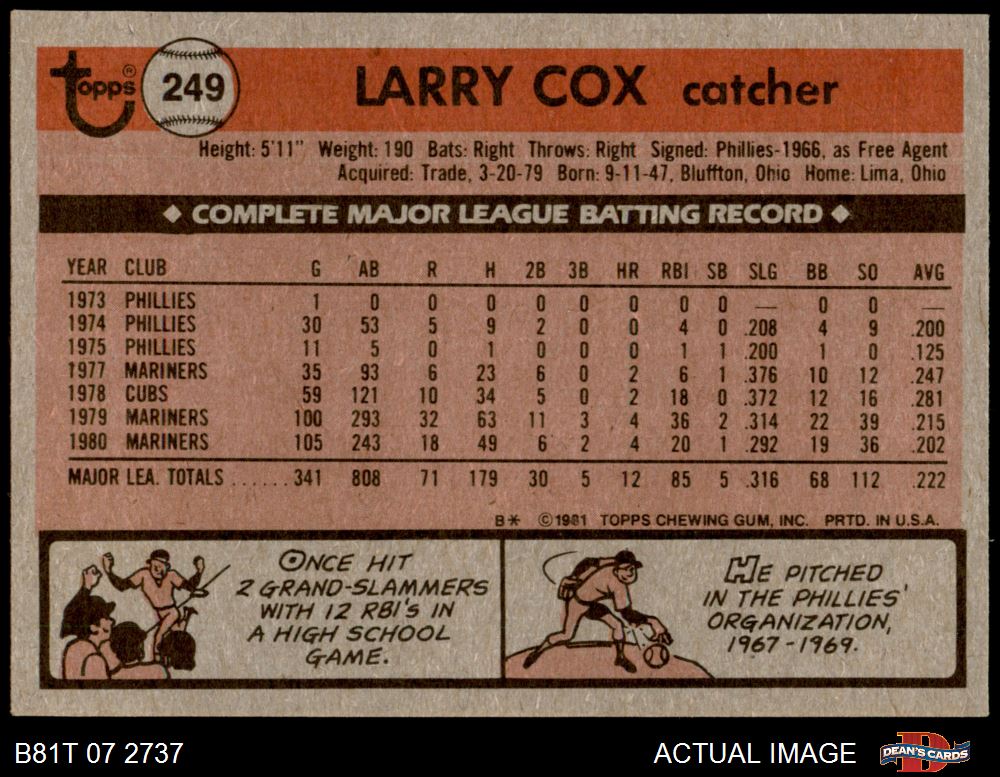 topps® 249 LARRY COX catcher
Height: 5'11" Weight: 190 Bats: Right Throws: Right Signed: Phillies-1966, as Free Agent
Acquired: Trade, 3-20-79 Born: 9-11-47, Bluffton, Ohio Home: Lima, Ohio
◆ COMPLETE MAJOR LEAGUE BATTING RECORD ◆
YEAR CLUB G AB R H 2B 3B HR RBI SB SLG BB SO AVG
1973 PHILLIES 1 0 0 0 0 0 0 0 0 — 0 0 —
1974 PHILLIES 30 53 5 9 2 0 0 4 0 .208 4 9 .200
1975 PHILLIES 11 5 0 1 0 0 0 1 1 .200 1 0 .125
1977 MARINERS 35 93 6 23 6 0 2 6 1 .376 10 12 .247
1978 CUBS 59 121 10 34 5 0 2 18 0 .372 12 16 .281
1979 MARINERS 100 293 32 63 11 3 4 36 2 .314 22 39 .215
1980 MARINERS 105 243 18 49 6 2 4 20 1 .292 19 36 .202
MAJOR LEA. TOTALS ...... 341 808 71 179 30 5 12 85 5 .316 68 112 .222
B* ©1981 TOPPS CHEWING GUM, INC. PRTD. IN U.S.A.
ONCE HIT
2 GRAND-SLAMMERS
WITH 12 RBI'S IN
A HIGH SCHOOL
GAME.
HE PITCHED
IN THE PHILLIES'
ORGANIZATION,
1967-1969.
B81T 07 2737 ACTUAL IMAGE DEAN'S CARDS